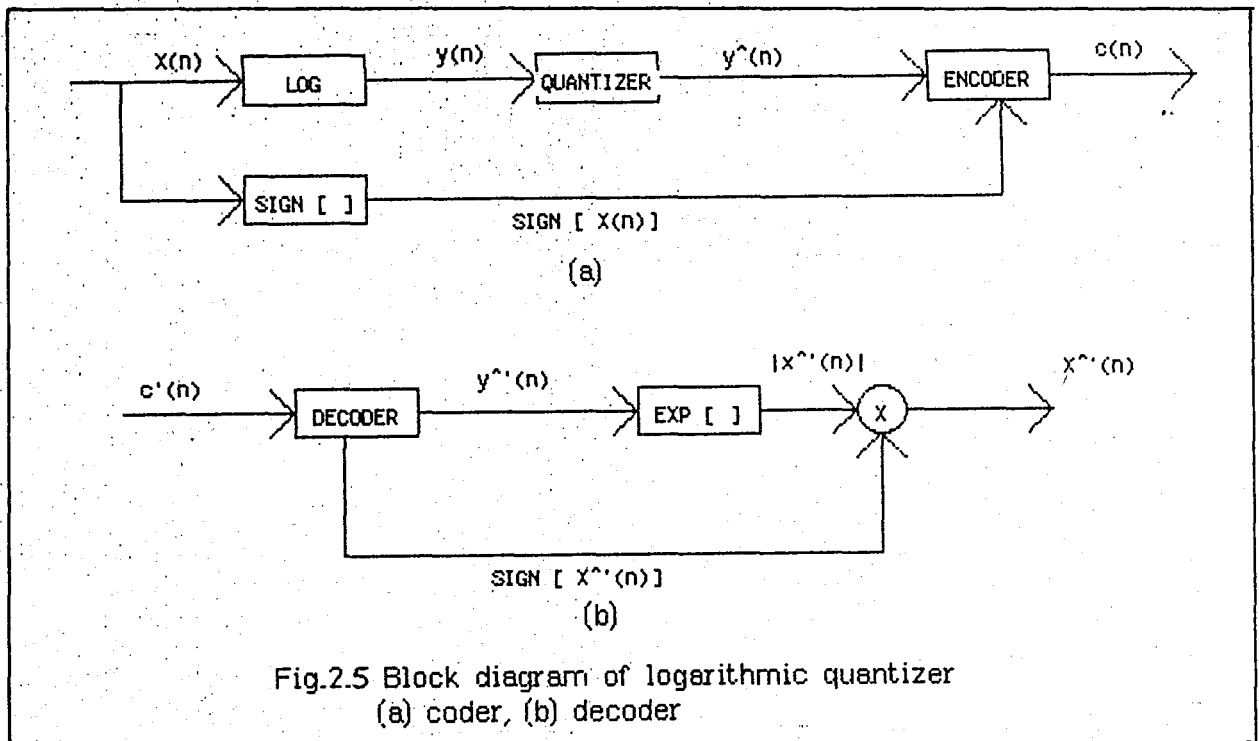 X(n)
LOG
y(n)
QUANTIZER
y^(n)
ENCODER
c(n)
SIGN [ ]
SIGN [ X(n)]
(a)
c'(n)
DECODER
y^'(n)
EXP [ ]
|x^'(n)|
X
X^'(n)
SIGN [ X^'(n)]
(b)
Fig.2.5 Block diagram of logarithmic quantizer
(a) coder, (b) decoder